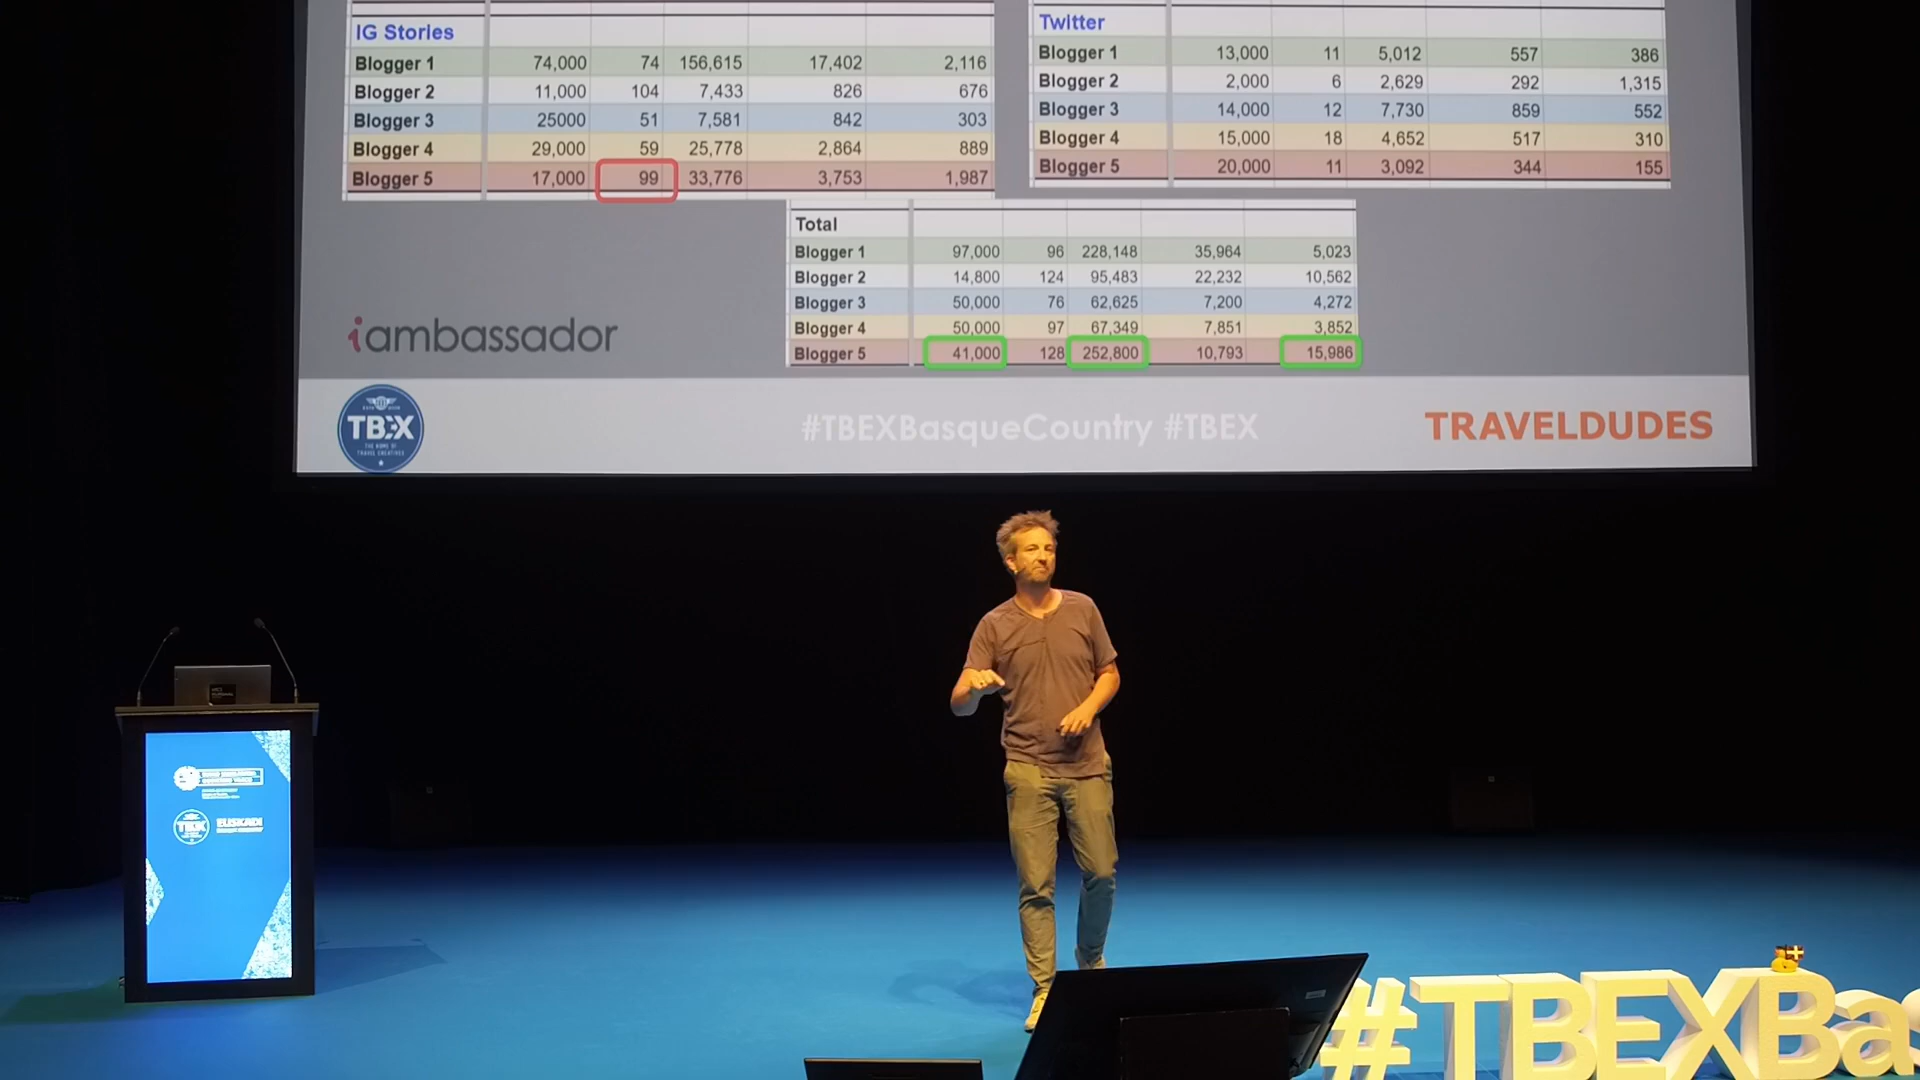 IG Stories
Blogger 1 74,000 74 156,615 17,402 2,116
Blogger 2 11,000 104 7,433 826 676
Blogger 3 25000 51 7,581 842 303
Blogger 4 29,000 59 25,778 2,864 889
Blogger 5 17,000 99 33,776 3,753 1,987
Twitter
Blogger 1 13,000 11 5,012 557 386
Blogger 2 2,000 6 2,629 292 1,315
Blogger 3 14,000 12 7,730 859 552
Blogger 4 15,000 18 4,652 517 310
Blogger 5 20,000 11 3,092 344 155
Total
Blogger 1 97,000 96 228,148 35,964 5,023
Blogger 2 14,800 124 95,483 22,232 10,562
Blogger 3 50,000 76 62,625 7,200 4,272
Blogger 4 50,000 97 67,349 7,851 3,852
Blogger 5 41,000 128 252,800 10,793 15,986
iambassador
TBEX
THE HOME OF
TRAVEL CREATIVES
#TBEXBasqueCountry #TBEX
TRAVELDUDES
TBEX
EUSKADI
#TBEXBas